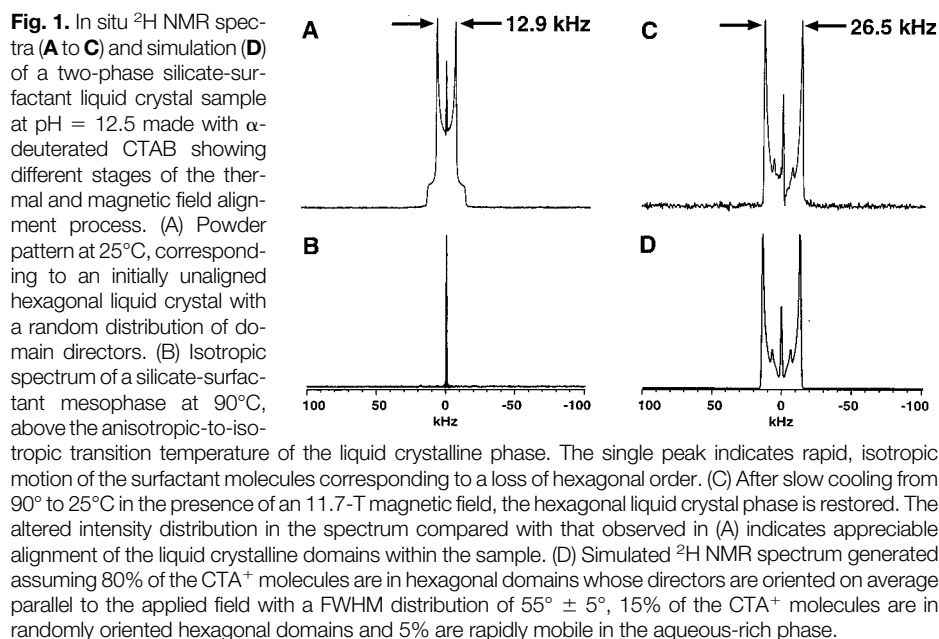 Fig. 1. In situ ²H NMR spec-
tra (A to C) and simulation (D)
of a two-phase silicate-sur-
factant liquid crystal sample
at pH = 12.5 made with α-
deuterated CTAB showing
different stages of the ther-
mal and magnetic field align-
ment process. (A) Powder
pattern at 25°C, correspond-
ing to an initially unaligned
hexagonal liquid crystal with
a random distribution of do-
main directors. (B) Isotropic
spectrum of a silicate-surfac-
tant mesophase at 90°C,
above the anisotropic-to-iso-
tropic transition temperature of the liquid crystalline phase. The single peak indicates rapid, isotropic
motion of the surfactant molecules corresponding to a loss of hexagonal order. (C) After slow cooling from
90° to 25°C in the presence of an 11.7-T magnetic field, the hexagonal liquid crystal phase is restored. The
altered intensity distribution in the spectrum compared with that observed in (A) indicates appreciable
alignment of the liquid crystalline domains within the sample. (D) Simulated ²H NMR spectrum generated
assuming 80% of the CTA⁺ molecules are in hexagonal domains whose directors are oriented on average
parallel to the applied field with a FWHM distribution of 55° ± 5°, 15% of the CTA⁺ molecules are in
randomly oriented hexagonal domains and 5% are rapidly mobile in the aqueous-rich phase.
A
12.9 kHz
C
26.5 kHz
B
100 50 0 -50 -100
kHz
D
100 50 0 -50 -100
kHz